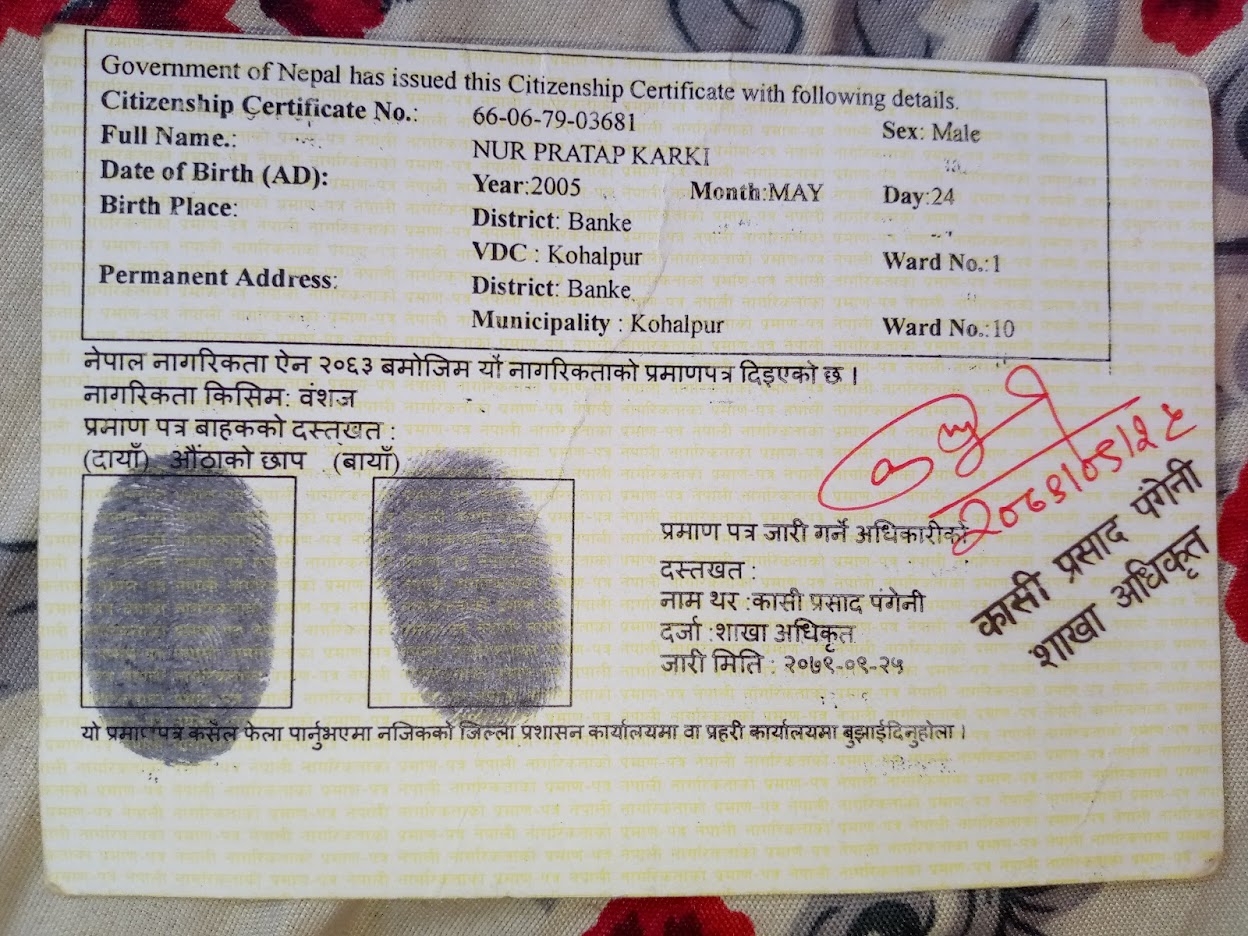 Government of Nepal has issued this Citizenship Certificate with following details.
Citizenship Certificate No.: 66-06-79-03681 Sex: Male
Full Name.: NUR PRATAP KARKI
Date of Birth (AD): Year:2005 Month:MAY Day:24
Birth Place: District: Banke
VDC : Kohalpur Ward No.:1
Permanent Address: District: Banke
Municipality : Kohalpur Ward No.:10
नेपाल नागरिकता ऐन २०६३ बमोजिम यो नागरिकताको प्रमाणपत्र दिइएको छ ।
नागरिकता किसिम: वंशज
प्रमाण पत्र बाहकको दस्तखत :
(दायाँ) औंठाको छाप (बायाँ)
प्रमाण पत्र जारी गर्ने अधिकारीको
दस्तखत :
नाम थर :कासी प्रसाद पंगेनी
दर्जा :शाखा अधिकृत
जारी मिति : २०७९-०९-२५
कासी प्रसाद पंगेनी
शाखा अधिकृत
यो प्रमाणपत्र कसैले फेला पार्नुभएमा नजिकको जिल्ला प्रशासन कार्यालयमा वा प्रहरी कार्यालयमा बुझाईदिनुहोला ।